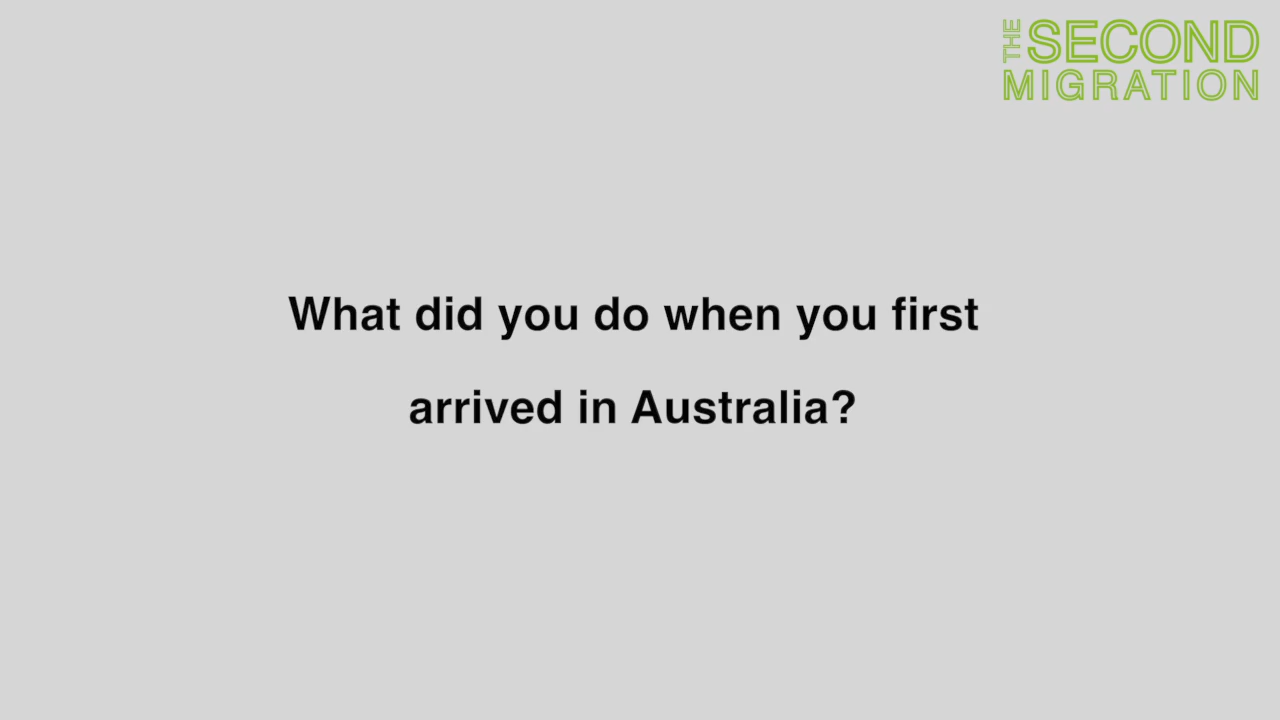 THE SECOND
MIGRATION
What did you do when you first
arrived in Australia?